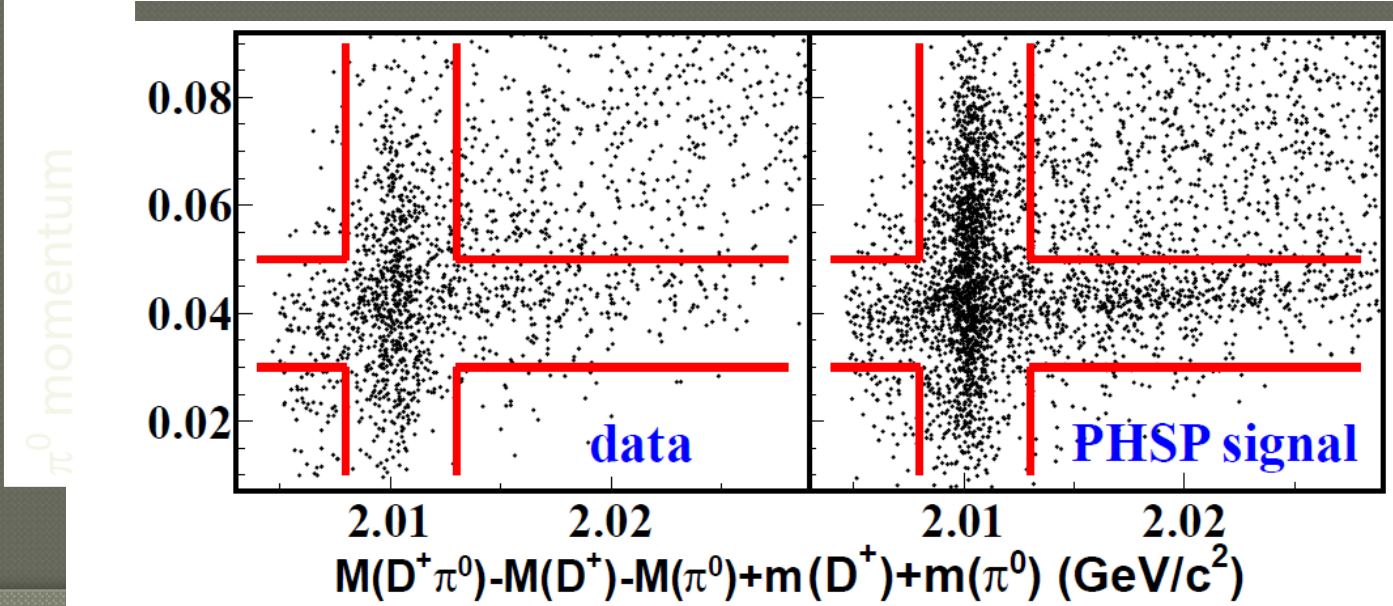 π⁰ momentum
0.08
0.06
0.04
0.02
data
PHSP signal
2.01 2.02 2.01 2.02
M(D⁺π⁰)-M(D⁺)-M(π⁰)+m(D⁺)+m(π⁰) (GeV/c²)